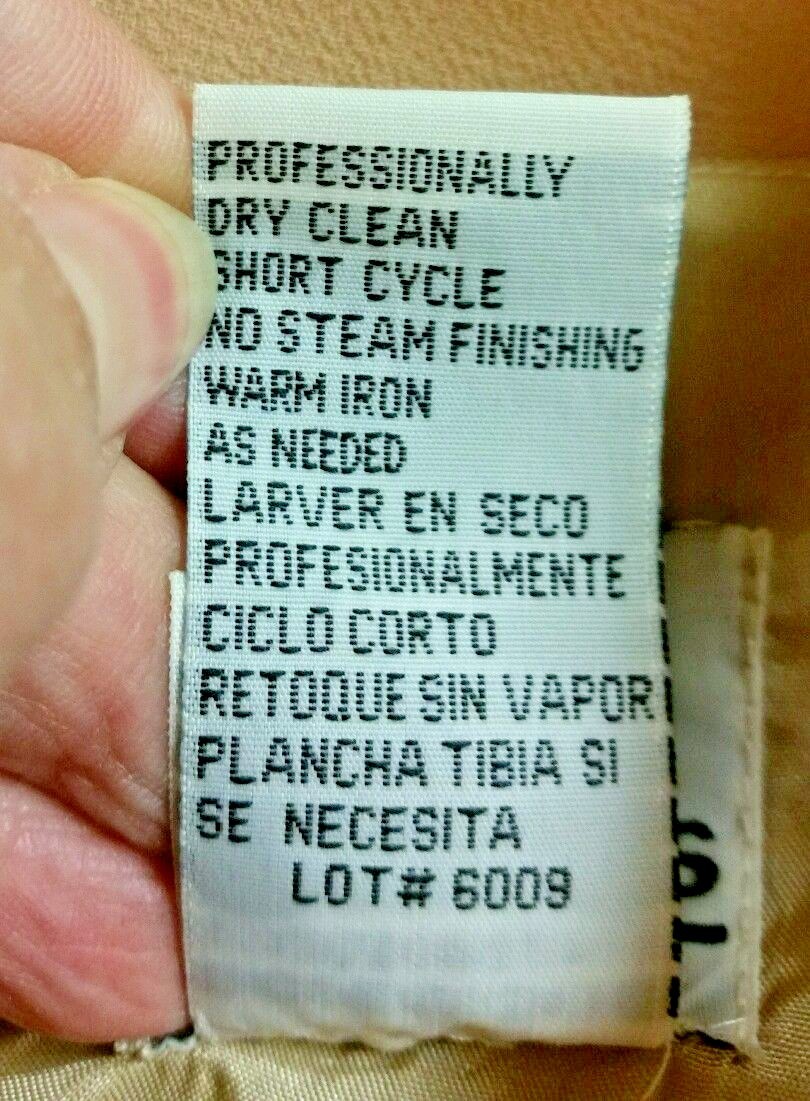 PROFESSIONALLY
DRY CLEAN
SHORT CYCLE
NO STEAM FINISHING
WARM IRON
AS NEEDED
LARVER EN SECO
PROFESIONALMENTE
CICLO CORTO
RETOQUE SIN VAPOR
PLANCHA TIBIA SI
SE NECESITA
LOT# 6009